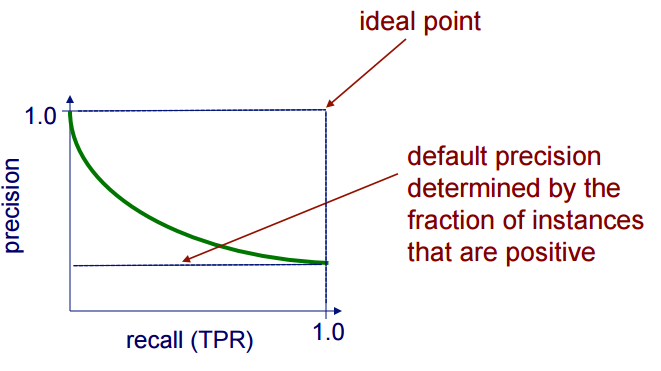 ideal point
1.0
precision
default precision
determined by the
fraction of instances
that are positive
recall (TPR)
1.0